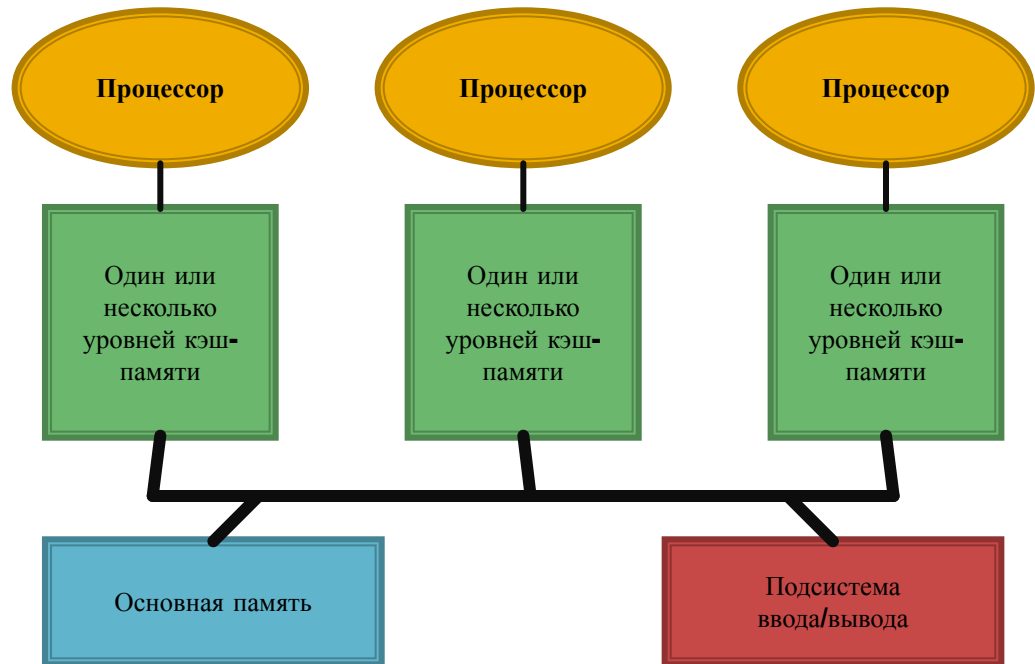 Процессор
Процессор
Процессор
Один или
несколько
уровней кэш-
памяти
Один или
несколько
уровней кэш-
памяти
Один или
несколько
уровней кэш-
памяти
Основная память
Подсистема
ввода/вывода